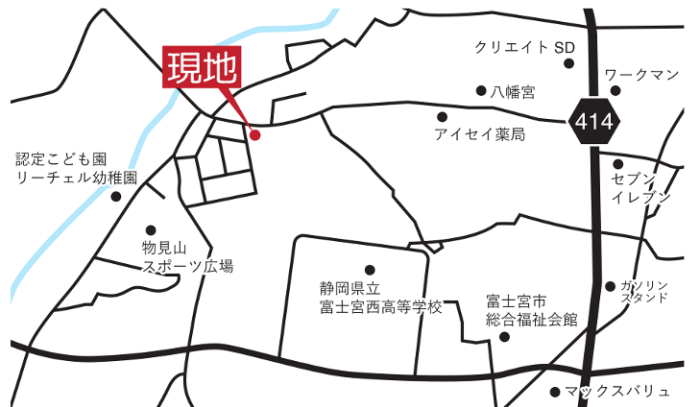 クリエイト SD
現地
ワークマン
八幡宮
414
アイセイ薬局
認定こども園
リーチェル幼稚園
セブン
イレブン
物見山
スポーツ広場
静岡県立
富士宮西高等学校
ガソリン
スタンド
富士宮市
総合福祉会館
マックスバリュ